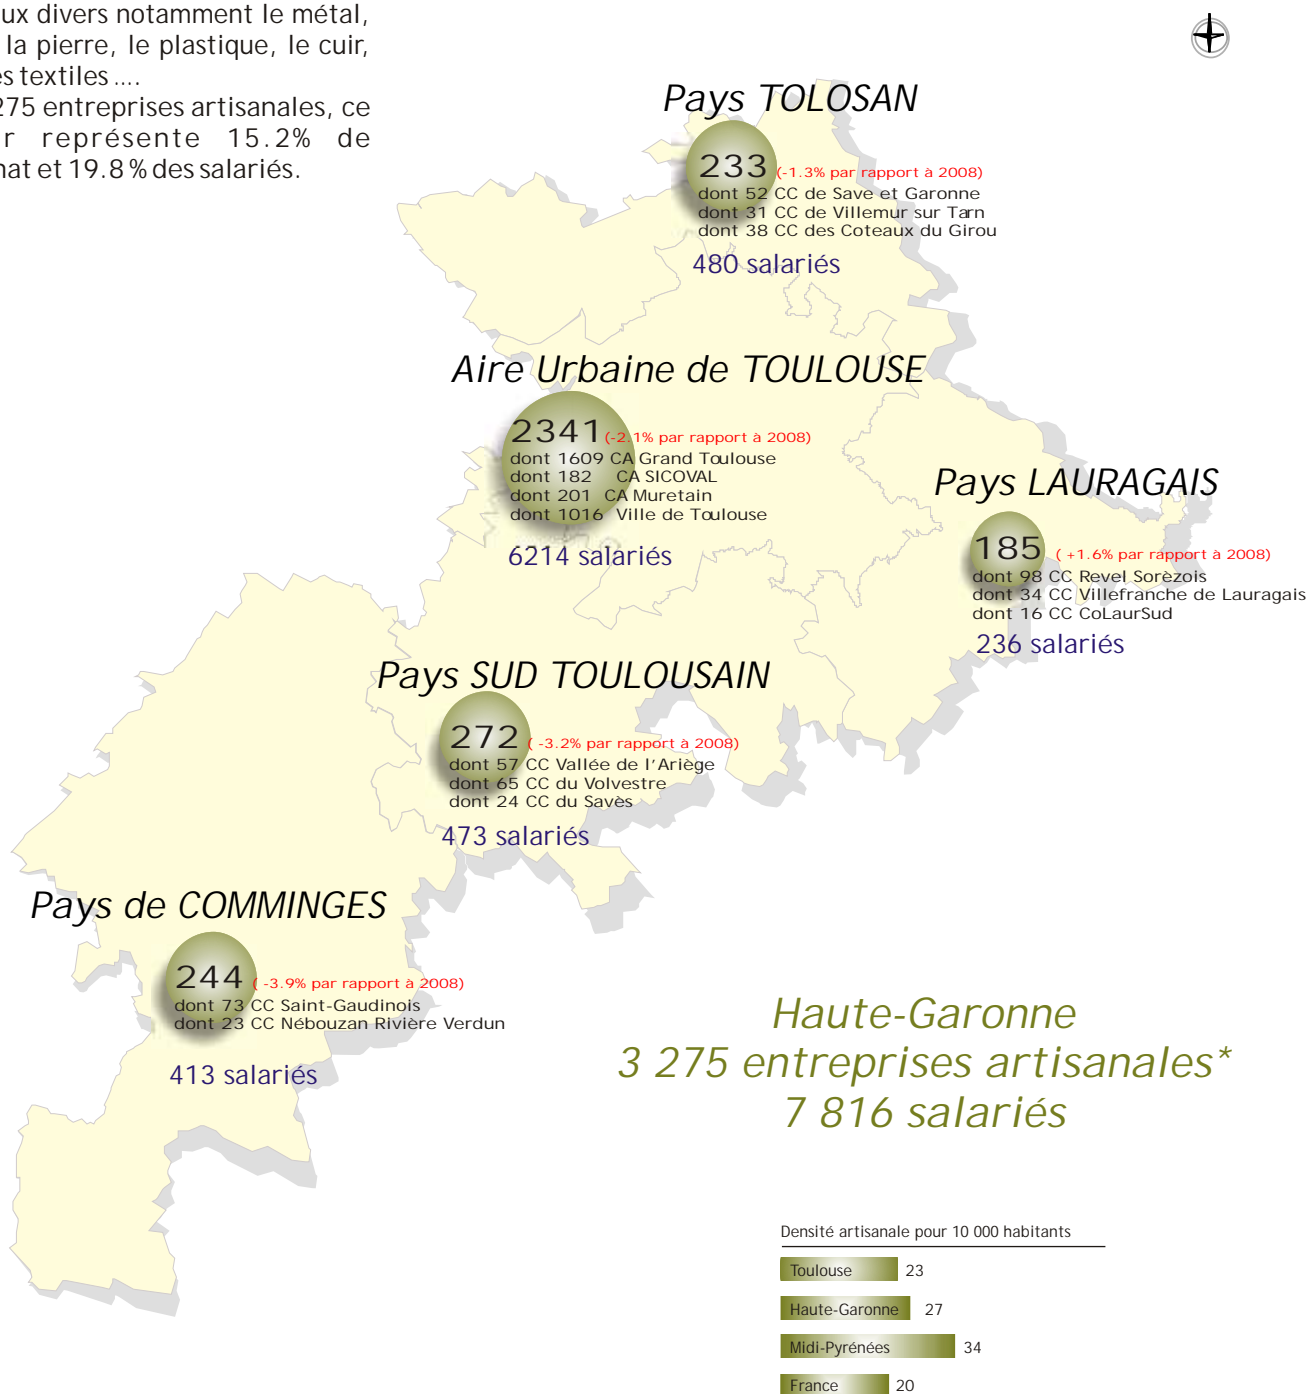 ux divers notamment le métal,
la pierre, le plastique, le cuir,
es textiles ....
275 entreprises artisanales, ce
r représente 15.2% de
nat et 19.8 % des salariés.
Pays TOLOSAN
233 (-1.3% par rapport à 2008)
dont 52 CC de Save et Garonne
dont 31 CC de Villemur sur Tarn
dont 38 CC des Coteaux du Girou
480 salariés
Aire Urbaine de TOULOUSE
2341 (-2.1% par rapport à 2008)
dont 1609 CA Grand Toulouse
dont 182 CA SICOVAL
dont 201 CA Muretain
dont 1016 Ville de Toulouse
6214 salariés
Pays LAURAGAIS
185 ( +1.6% par rapport à 2008)
dont 98 CC Revel Sorèzois
dont 34 CC Villefranche de Lauragais
dont 16 CC CoLaurSud
236 salariés
Pays SUD TOULOUSAIN
272 ( -3.2% par rapport à 2008)
dont 57 CC Vallée de l'Ariège
dont 65 CC du Volvestre
dont 24 CC du Savès
473 salariés
Pays de COMMINGES
244 ( -3.9% par rapport à 2008)
dont 73 CC Saint-Gaudinois
dont 23 CC Nébouzan Rivière Verdun
413 salariés
Haute-Garonne
3 275 entreprises artisanales*
7 816 salariés
Densité artisanale pour 10 000 habitants
Toulouse 23
Haute-Garonne 27
Midi-Pyrénées 34
France 20